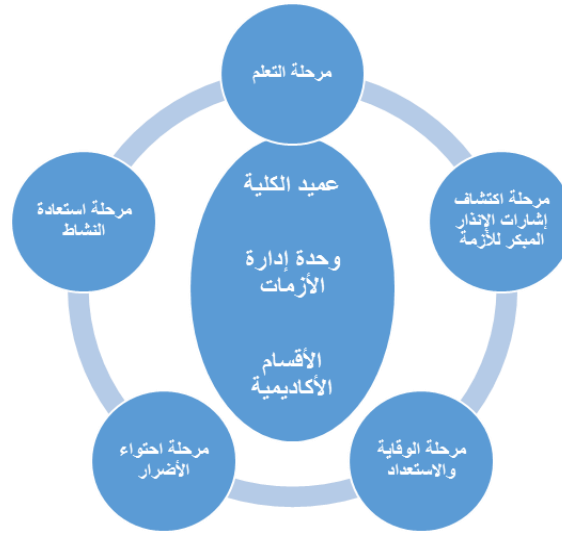 مرحلة التعلم
عميد الكلية
وحدة إدارة
الأزمات
الأقسام
الأكاديمية
مرحلة اكتشاف
إشارات الإنذار
المبكر للأزمة
مرحلة الوقاية
والاستعداد
مرحلة احتواء
الأضرار
مرحلة استعادة
النشاط